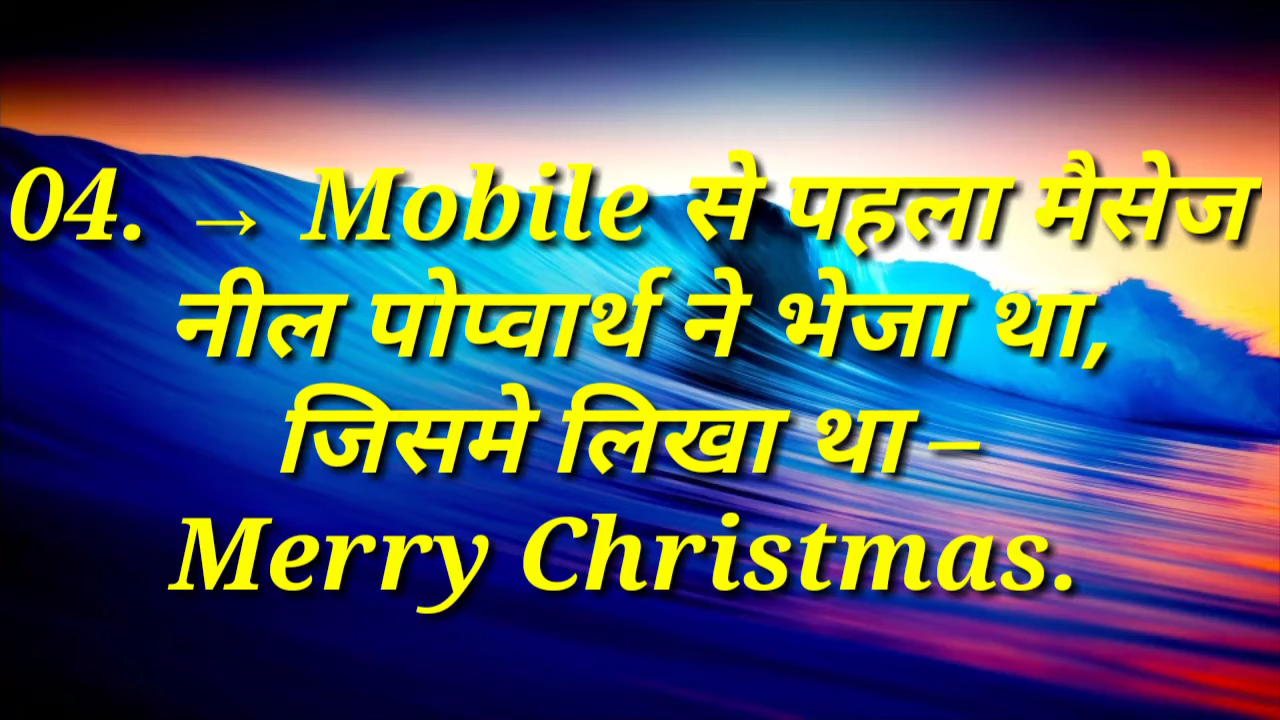 04. → Mobile से पहला मैसेज
नील पोप्वार्थ ने भेजा था,
जिसमे लिखा था –
Merry Christmas.